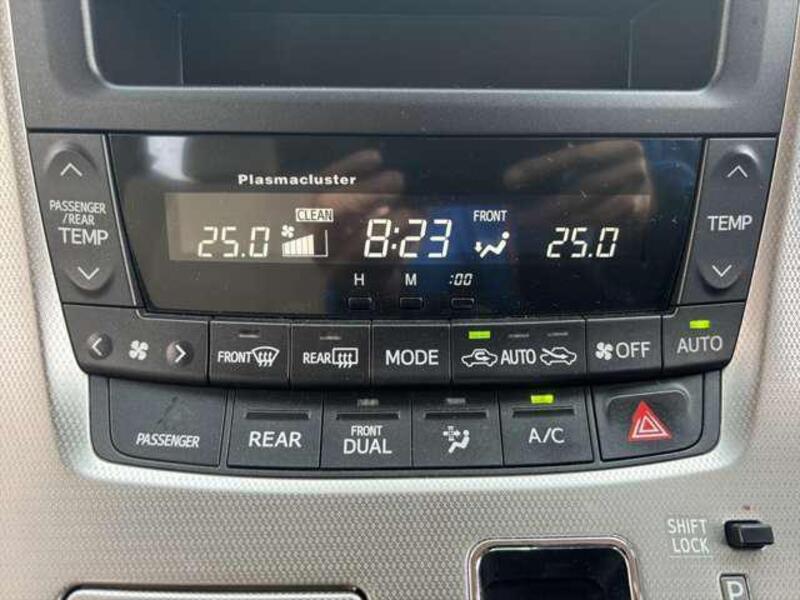 Plasmacluster
PASSENGER
/REAR
TEMP
CLEAN
25.0
8:23
FRONT
25.0
TEMP
H M :00
FRONT
REAR
MODE
AUTO
OFF
AUTO
PASSENGER
REAR
FRONT
DUAL
A/C
SHIFT
LOCK
P